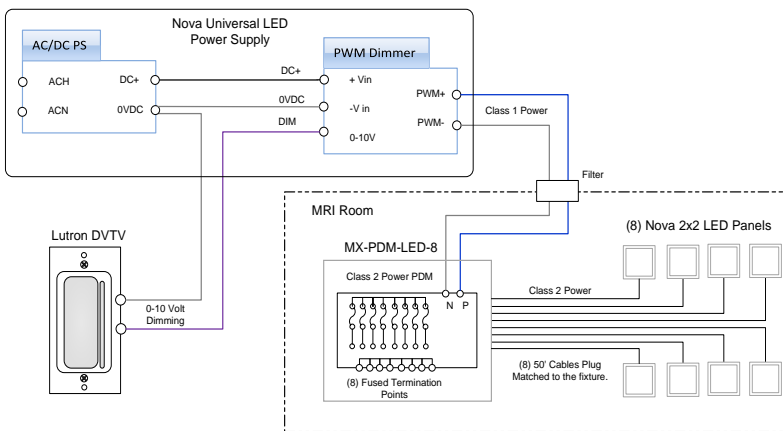 Nova Universal LED
Power Supply
AC/DC PS
ACH
ACN
DC+
0VDC
DC+
0VDC
DIM
PWM Dimmer
+ Vin
-V in
0-10V
PWM+
PWM-
Class 1 Power
Filter
MRI Room
Lutron DVTV
0-10 Volt
Dimming
MX-PDM-LED-8
Class 2 Power PDM
N P
(8) Fused Termination
Points
(8) Nova 2x2 LED Panels
Class 2 Power
(8) 50' Cables Plug
Matched to the fixture.